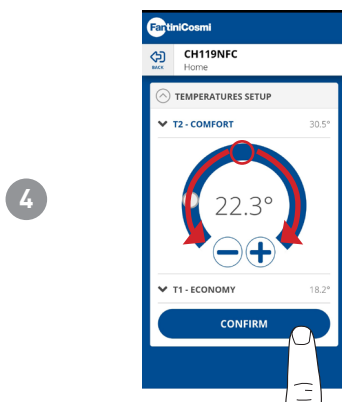 FantiniCosmi
BACK
CH119NFC
Home
TEMPERATURES SETUP
T2 - COMFORT 30.5°
4
22.3°
T1 - ECONOMY 18.2°
CONFIRM